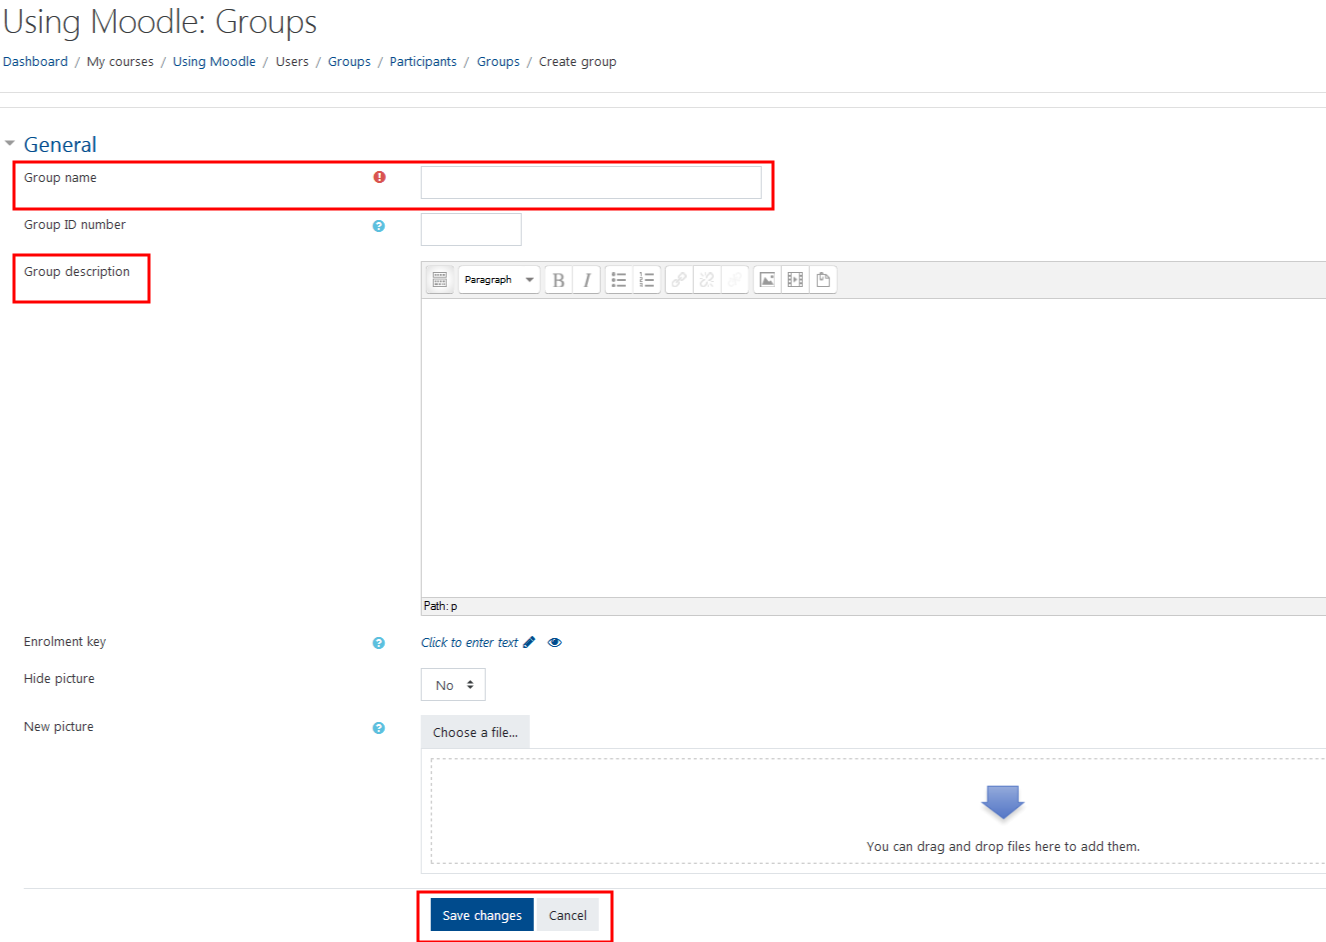 Using Moodle: Groups
Dashboard / My courses / Using Moodle / Users / Groups / Participants / Groups / Create group
General
Group name
Group ID number
Group description
Paragraph B I
Path: p
Enrolment key Click to enter text
Hide picture No
New picture Choose a file...
You can drag and drop files here to add them.
Save changes Cancel